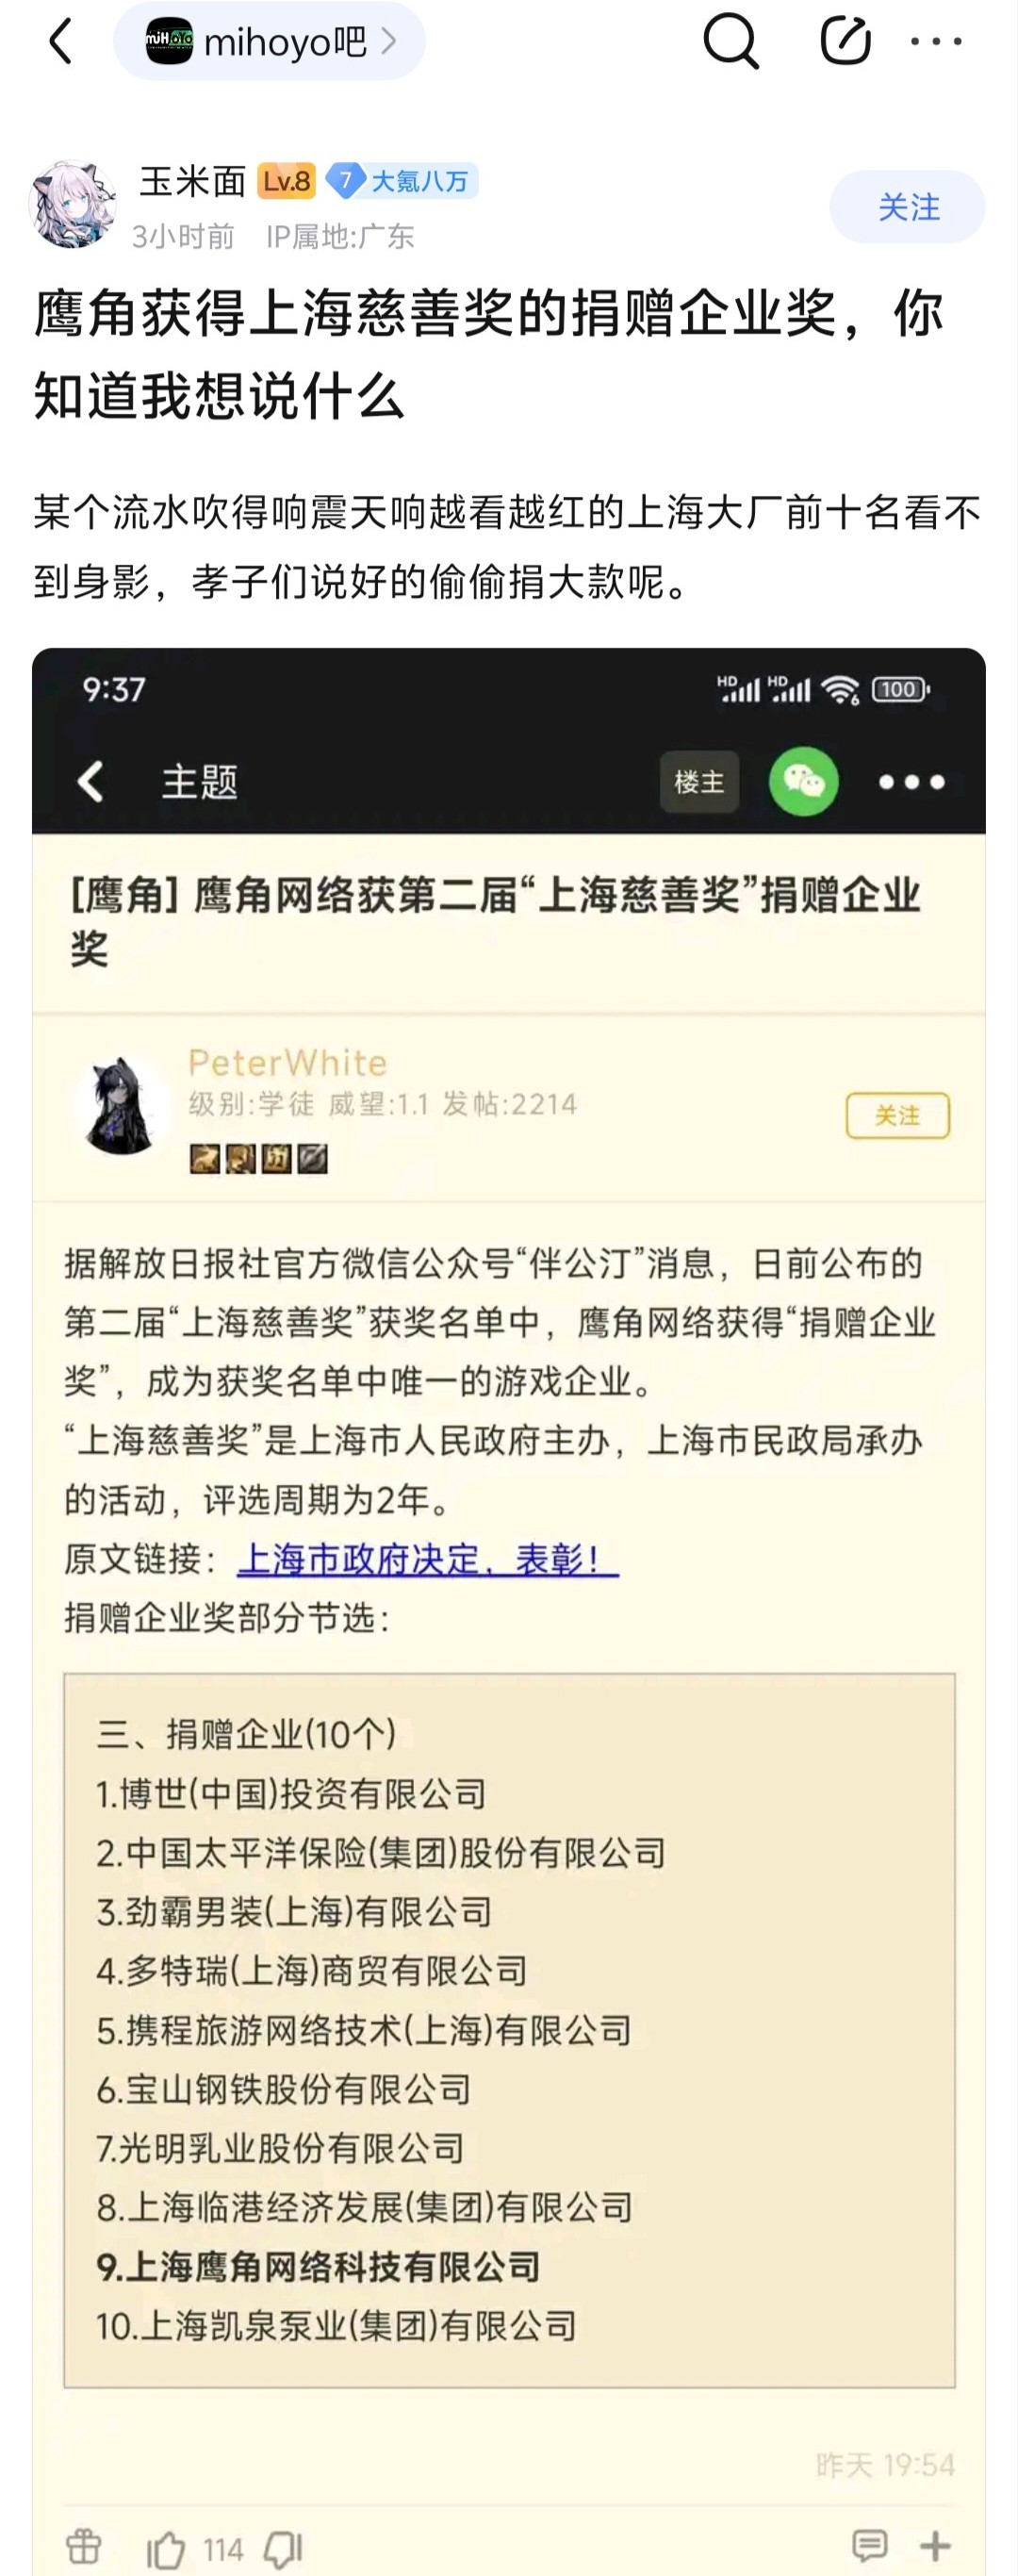 mihoyo吧
玉米面 Lv.8 7 大氪八万
关注
3小时前 IP属地:广东
鹰角获得上海慈善奖的捐赠企业奖，你
知道我想说什么
某个流水吹得响震天响越看越红的上海大厂前十名看不
到身影，孝子们说好的偷偷捐大款呢。
9:37 HD HD 6 100
主题 楼主
[鹰角] 鹰角网络获第二届“上海慈善奖”捐赠企业
奖
PeterWhite
级别:学徒 威望:1.1 发帖:2214
关注
据解放日报社官方微信公众号“伴公汀”消息，日前公布的
第二届“上海慈善奖”获奖名单中，鹰角网络获得“捐赠企业
奖”，成为获奖名单中唯一的游戏企业。
“上海慈善奖”是上海市人民政府主办，上海市民政局承办
的活动，评选周期为2年。
原文链接：上海市政府决定，表彰！
捐赠企业奖部分节选：
三、捐赠企业(10个)
1.博世(中国)投资有限公司
2.中国太平洋保险(集团)股份有限公司
3.劲霸男装(上海)有限公司
4.多特瑞(上海)商贸有限公司
5.携程旅游网络技术(上海)有限公司
6.宝山钢铁股份有限公司
7.光明乳业股份有限公司
8.上海临港经济发展(集团)有限公司
9.上海鹰角网络科技有限公司
10.上海凯泉泵业(集团)有限公司
昨天 19:54
114